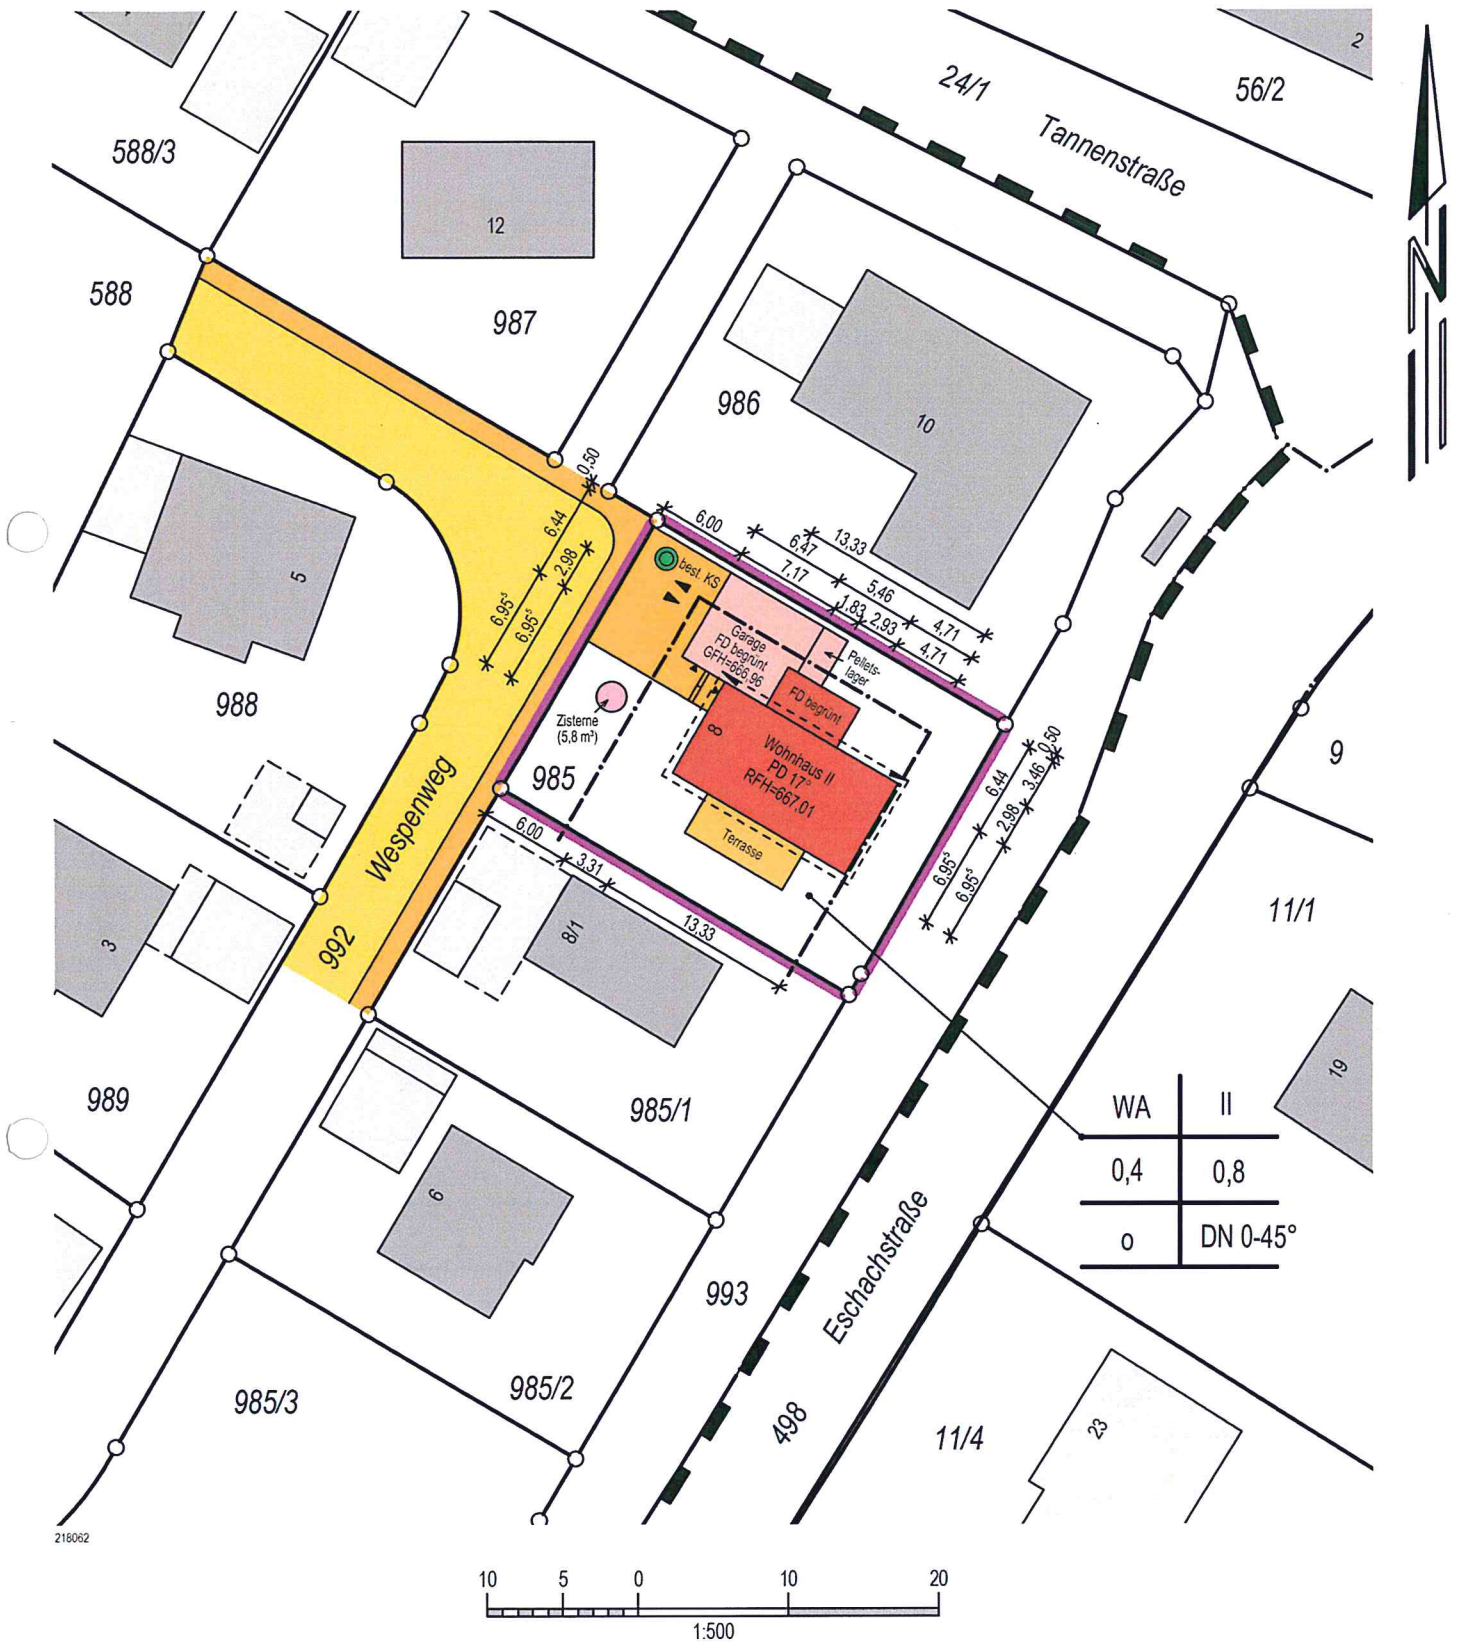 2
24/1
56/2
Tannenstraße
588/3
12
588
987
986
10
0,50
6,44
2,98
6,95⁵
6,95⁵
6,00
13,33
6,47
7,17
5,46
1,83
2,93
4,71
4,71
best. KS
Garage
FD begrünt
GFH=666,96
Pellets-
lager
FD begrünt
5
988
Zisterne
(5,8 m³)
985
8
Wohnhaus II
PD 17°
RFH=667,01
Terrasse
0,50
3,46
6,44
2,98
6,95⁵
6,95⁵
9
Wespenweg
6,00
3,31
13,33
8/1
3
992
11/1
19
989
985/1
WA
II
0,4
0,8
o
DN 0-45°
6
993
Eschachstraße
985/3
985/2
498
11/4
23
218062
10 5 0 10 20
1:500